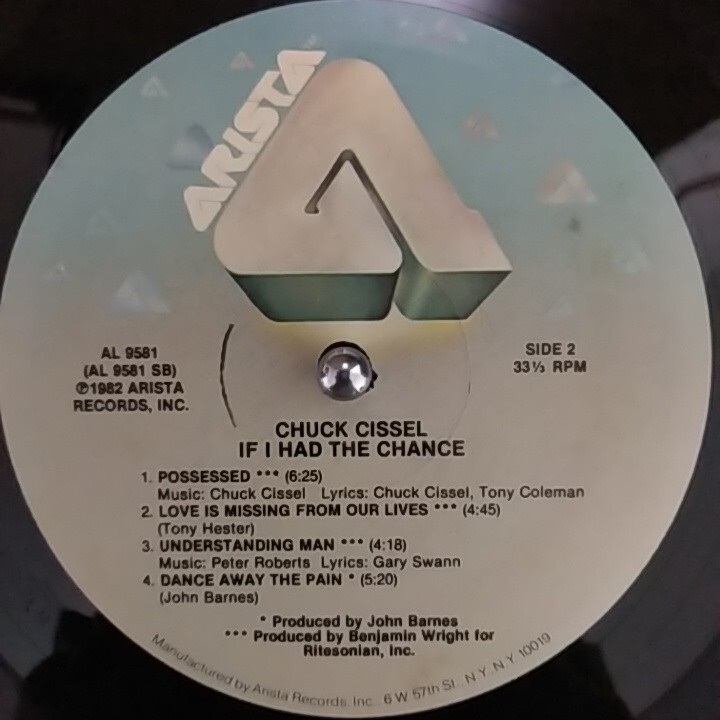 ARISTA
AL 9581
(AL 9581 SB)
℗1982 ARISTA
RECORDS, INC.
SIDE 2
33⅓ RPM
CHUCK CISSEL
IF I HAD THE CHANCE
1. POSSESSED *** (6:25)
Music: Chuck Cissel Lyrics: Chuck Cissel, Tony Coleman
2. LOVE IS MISSING FROM OUR LIVES *** (4:45)
(Tony Hester)
3. UNDERSTANDING MAN *** (4:18)
Music: Peter Roberts Lyrics: Gary Swann
4. DANCE AWAY THE PAIN * (5:20)
(John Barnes)
* Produced by John Barnes
*** Produced by Benjamin Wright for
Ritesonian, Inc.
Manufactured by Arista Records, Inc., 6 W. 57th St., N.Y., N.Y. 10019